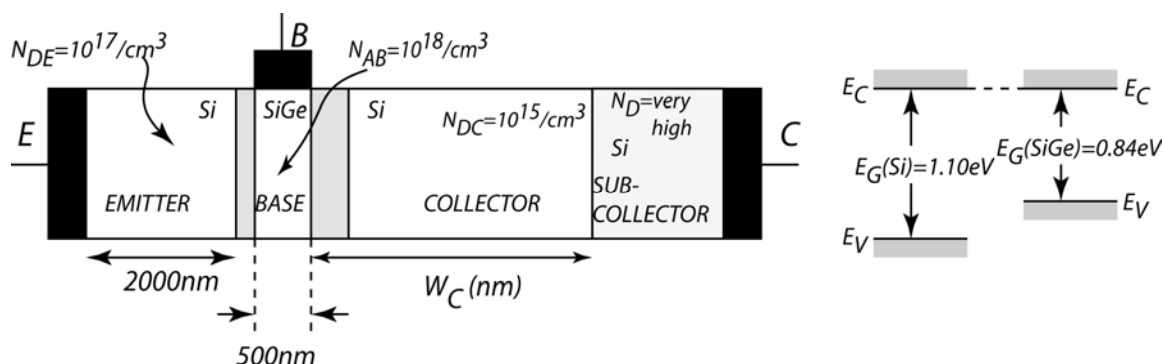 B
N_DE=10^17/cm^3
N_AB=10^18/cm^3
E
Si
SiGe
Si
N_DC=10^15/cm^3
N_D=very
high
Si
C
EMITTER
BASE
COLLECTOR
SUB-
COLLECTOR
2000nm
W_C (nm)
500nm
E_C
E_C
E_G(Si)=1.10eV
E_G(SiGe)=0.84eV
E_V
E_V